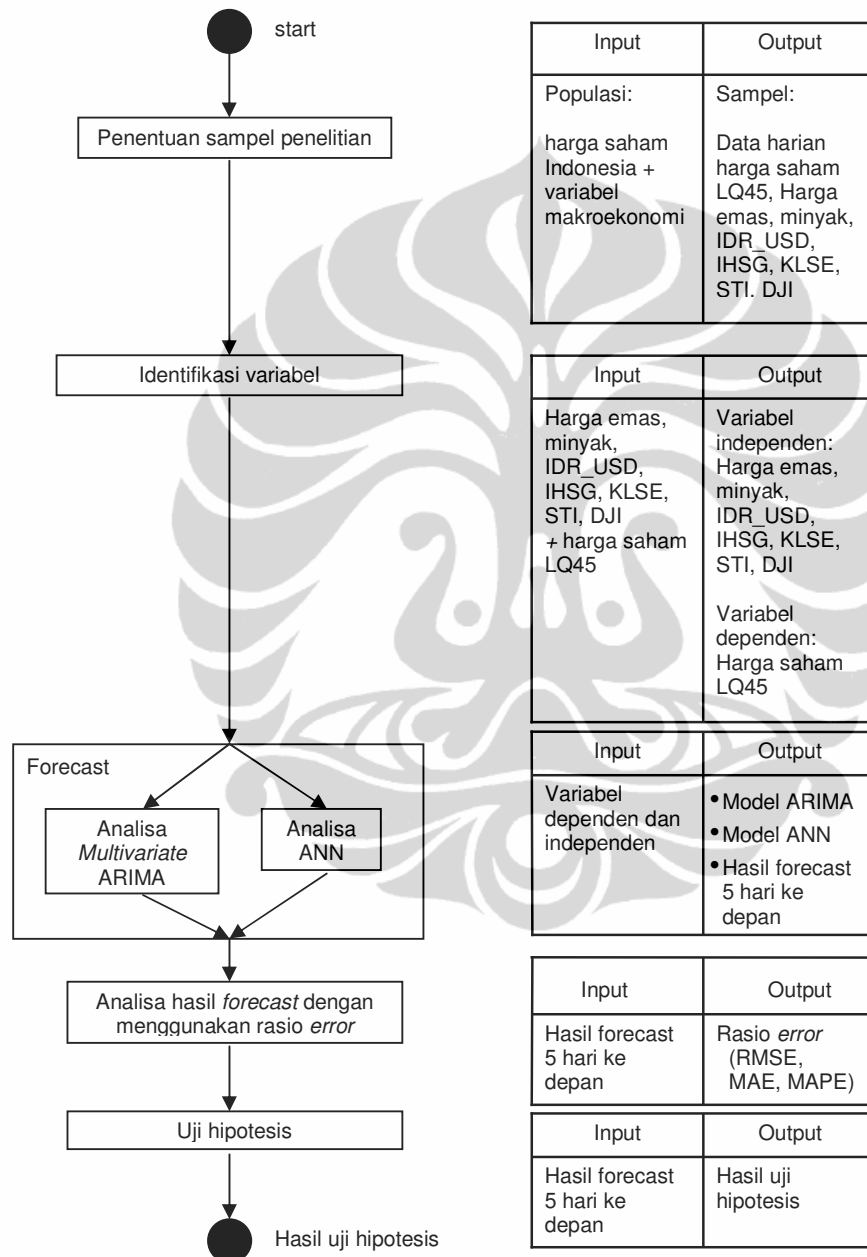 start
Penentuan sampel penelitian
Input
Output
Populasi:
harga saham
Indonesia +
variabel
makroekonomi
Sampel:
Data harian
harga saham
LQ45, Harga
emas, minyak,
IDR_USD,
IHSG, KLSE,
STI. DJI
Identifikasi variabel
Input
Output
Harga emas,
minyak,
IDR_USD,
IHSG, KLSE,
STI, DJI
+ harga saham
LQ45
Variabel
independen:
Harga emas,
minyak,
IDR_USD,
IHSG, KLSE,
STI, DJI
Variabel
dependen:
Harga saham
LQ45
Forecast
Analisa
Multivariate
ARIMA
Analisa
ANN
Input
Output
Variabel
dependen dan
independen
• Model ARIMA
• Model ANN
• Hasil forecast
5 hari ke
depan
Analisa hasil forecast dengan
menggunakan rasio error
Input
Output
Hasil forecast
5 hari ke
depan
Rasio error
(RMSE,
MAE, MAPE)
Uji hipotesis
Input
Output
Hasil forecast
5 hari ke
depan
Hasil uji
hipotesis
Hasil uji hipotesis